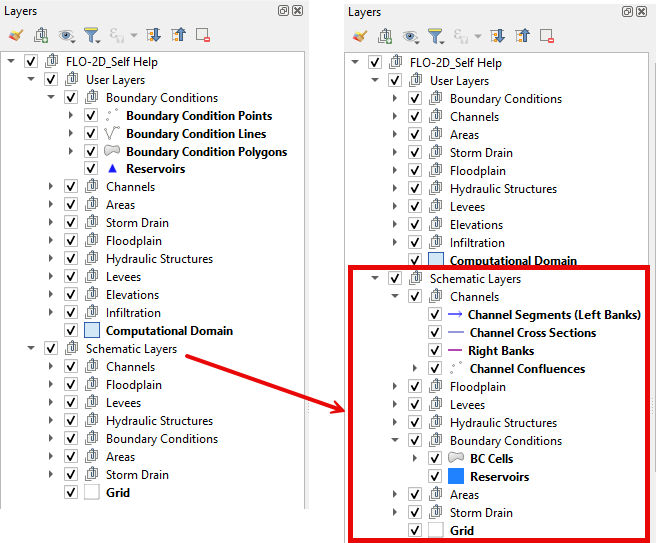 Layers
FLO-2D_Self Help
User Layers
Boundary Conditions
Boundary Condition Points
Boundary Condition Lines
Boundary Condition Polygons
Reservoirs
Channels
Areas
Storm Drain
Floodplain
Hydraulic Structures
Levees
Elevations
Infiltration
Computational Domain
Schematic Layers
Channels
Floodplain
Levees
Hydraulic Structures
Boundary Conditions
Areas
Storm Drain
Grid
Layers
FLO-2D_Self Help
User Layers
Boundary Conditions
Channels
Areas
Storm Drain
Floodplain
Hydraulic Structures
Levees
Elevations
Infiltration
Computational Domain
Schematic Layers
Channels
Channel Segments (Left Banks)
Channel Cross Sections
Right Banks
Channel Confluences
Floodplain
Levees
Hydraulic Structures
Boundary Conditions
BC Cells
Reservoirs
Areas
Storm Drain
Grid